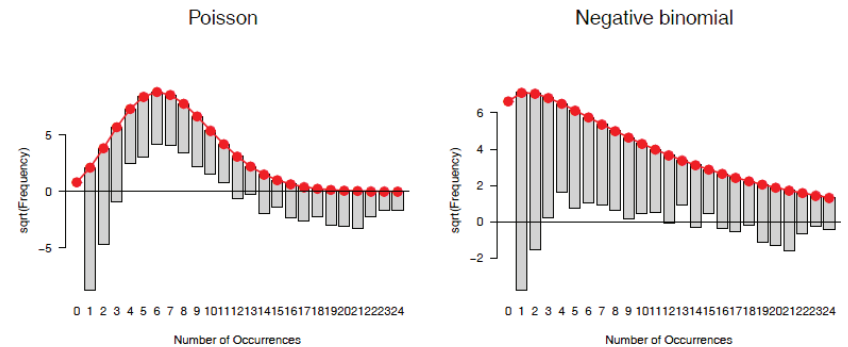 Poisson
sqrt(Frequency)
5
0
−5
0 1 2 3 4 5 6 7 8 9 101112131415161718192021222324
Number of Occurrences
Negative binomial
sqrt(Frequency)
6
4
2
0
−2
0 1 2 3 4 5 6 7 8 9 101112131415161718192021222324
Number of Occurrences